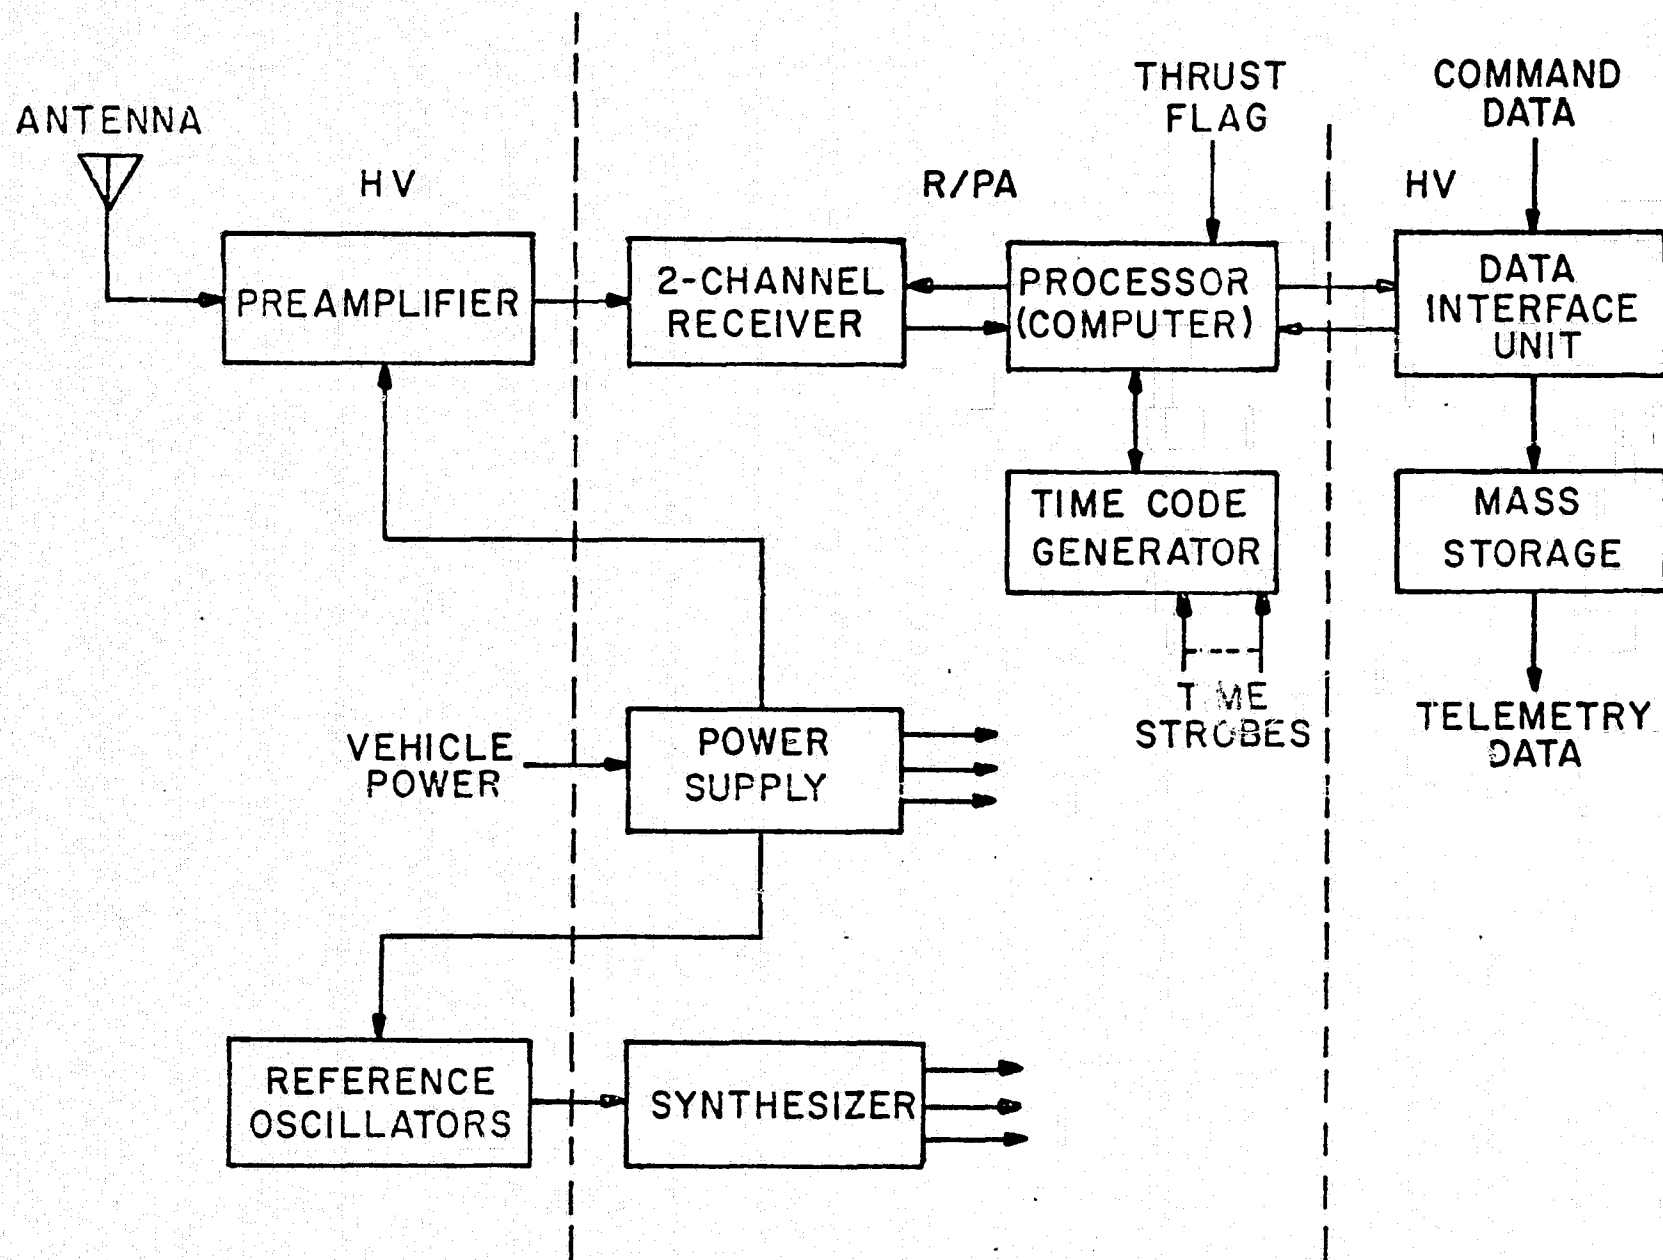 THRUST
FLAG
COMMAND
DATA
ANTENNA
HV
R/PA
HV
PREAMPLIFIER
2-CHANNEL
RECEIVER
PROCESSOR
(COMPUTER)
DATA
INTERFACE
UNIT
TIME CODE
GENERATOR
MASS
STORAGE
TIME
STROBES
TELEMETRY
DATA
VEHICLE
POWER
POWER
SUPPLY
REFERENCE
OSCILLATORS
SYNTHESIZER